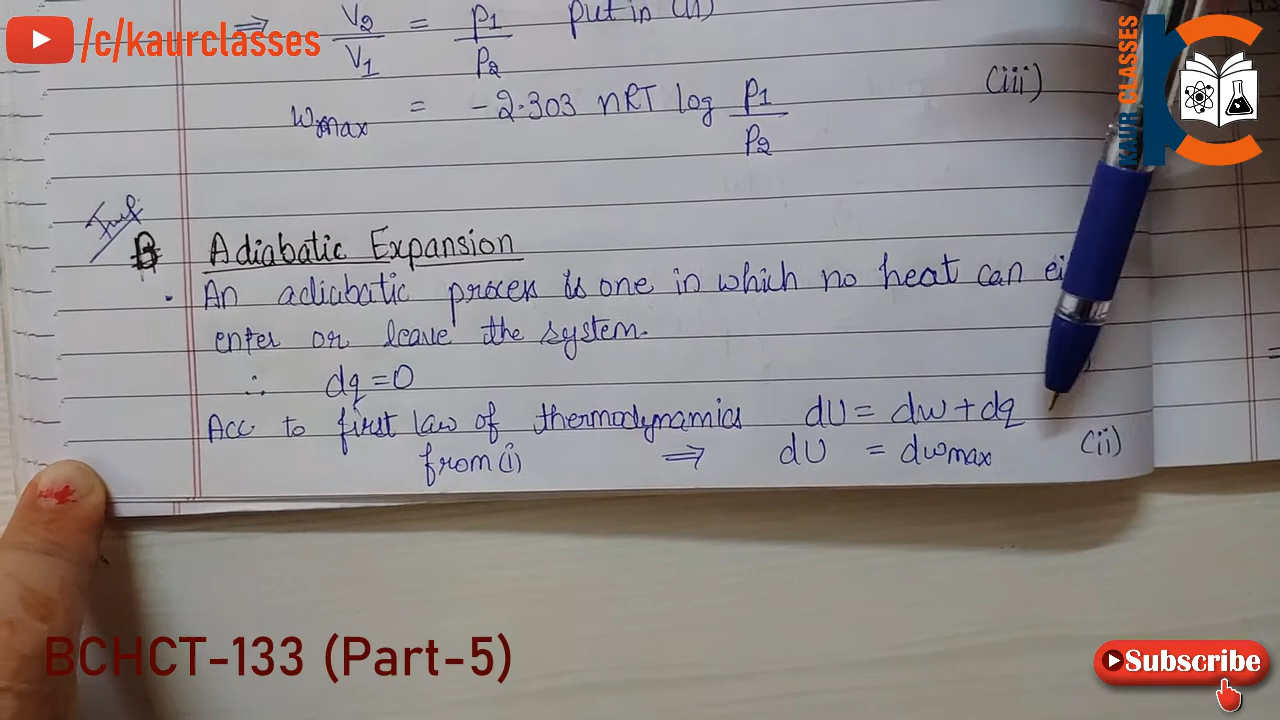 /c/kaurclasses
⇒ V2/V1 = P1/P2 put in (ii)
wmax = -2.303 nRT log P1/P2 (iii)
KAUR CLASSES
Imp
B Adiabatic Expansion
. An adiabatic process is one in which no heat can ei
enter or leave the system.
∴ dq = 0
Acc to first law of thermodynamics dU = dw + dq
from (i) ⇒ dU = dwmax (ii)
BCHCT-133 (Part-5)
Subscribe